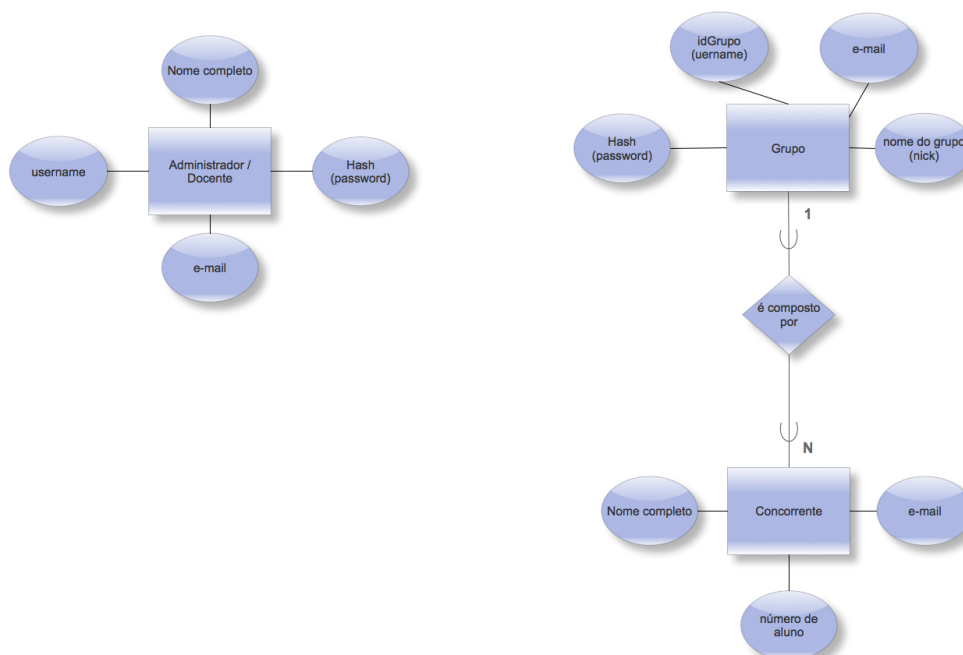 Nome completo
username
Administrador /
Docente
Hash
(password)
e-mail
idGrupo
(uername)
e-mail
Hash
(password)
Grupo
nome do grupo
(nick)
1
é composto
por
N
Nome completo
Concorrente
e-mail
número de
aluno